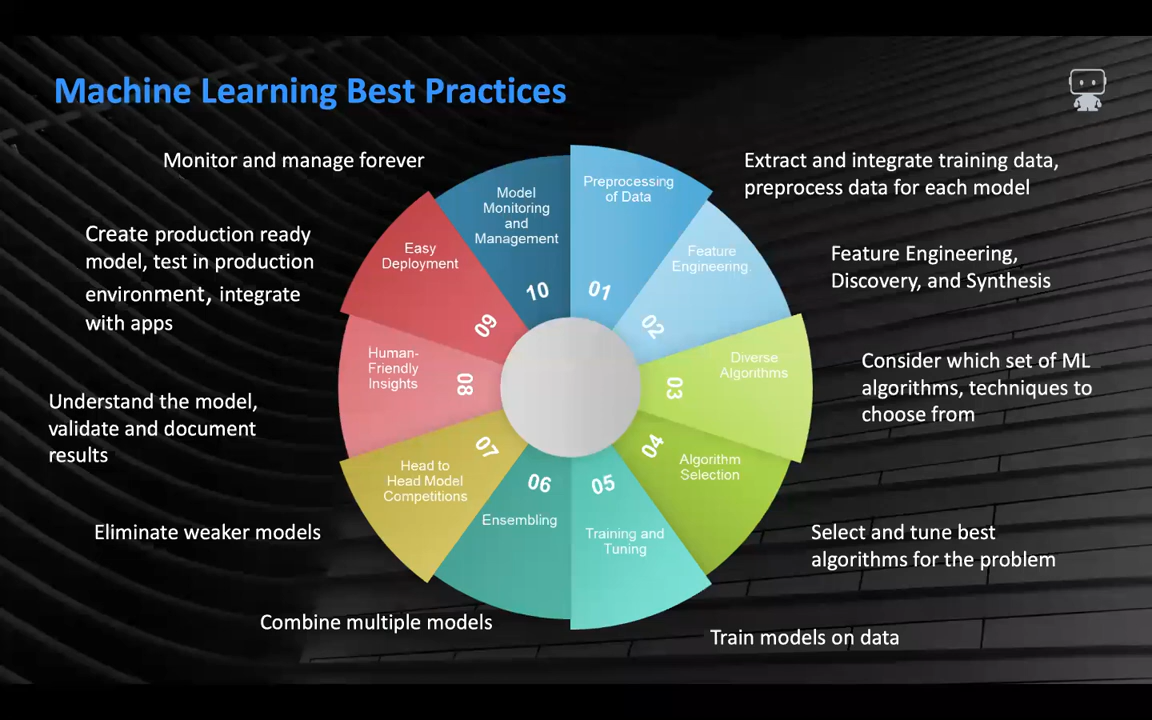 Machine Learning Best Practices
Preprocessing
of Data
01
Extract and integrate training data,
preprocess data for each model
Feature
Engineering
02
Feature Engineering,
Discovery, and Synthesis
Diverse
Algorithms
03
Consider which set of ML
algorithms, techniques to
choose from
Algorithm
Selection
04
Select and tune best
algorithms for the problem
Training and
Tuning
05
Train models on data
Ensembling
06
Combine multiple models
Head to
Head Model
Competitions
07
Eliminate weaker models
Human-
Friendly
Insights
08
Understand the model,
validate and document
results
Easy
Deployment
09
Create production ready
model, test in production
environment, integrate
with apps
Model
Monitoring
and
Management
10
Monitor and manage forever